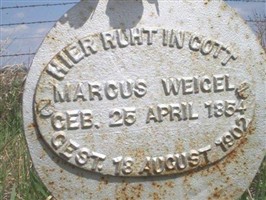 HIER RUHT IN GOTT
MARCUS WEIGEL
GEB. 25 APRIL 1854
GEST. 18 AUGUST 1902